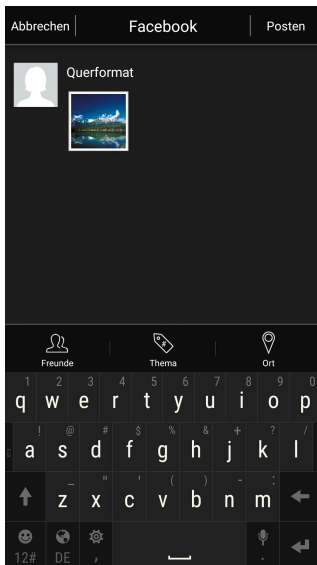 Abbrechen Facebook Posten
Querformat
Freunde Thema Ort
1 2 3 4 5 6 7 8 9 0
q w e r t y u i o p
! @ # $ % & + ? /
a s d f g h j k l
_ " ' ( ) - :
z x c v b n m
12# DE , .